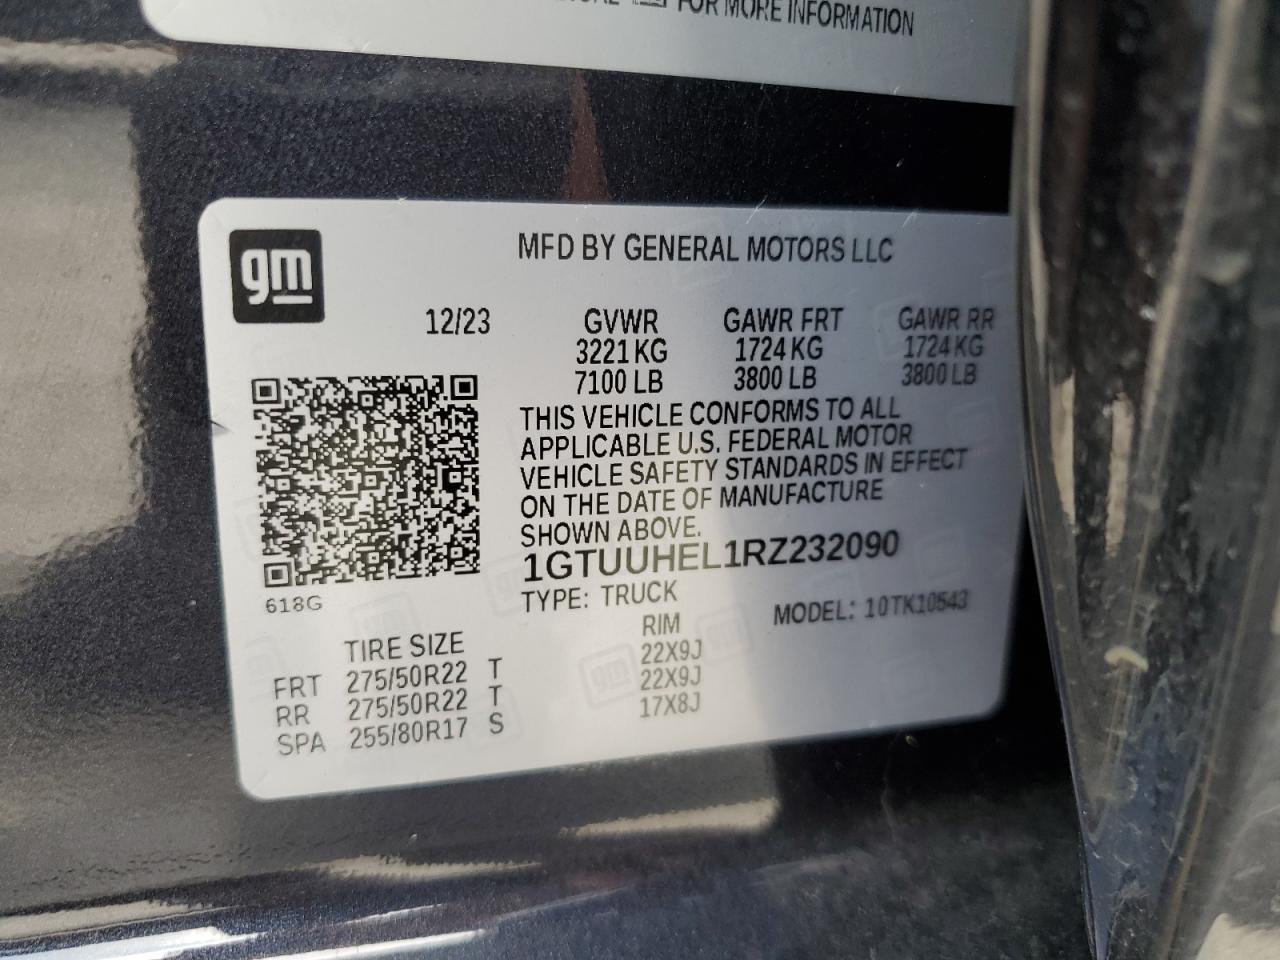 FOR MORE INFORMATION
gm
MFD BY GENERAL MOTORS LLC
12/23 GVWR GAWR FRT GAWR RR
3221 KG 1724 KG 1724 KG
7100 LB 3800 LB 3800 LB
THIS VEHICLE CONFORMS TO ALL
APPLICABLE U.S. FEDERAL MOTOR
VEHICLE SAFETY STANDARDS IN EFFECT
ON THE DATE OF MANUFACTURE
SHOWN ABOVE.
1GTUUHEL1RZ232090
618G
TYPE: TRUCK MODEL: 10TK10543
TIRE SIZE RIM
FRT 275/50R22 T 22X9J
RR 275/50R22 T 22X9J
SPA 255/80R17 S 17X8J